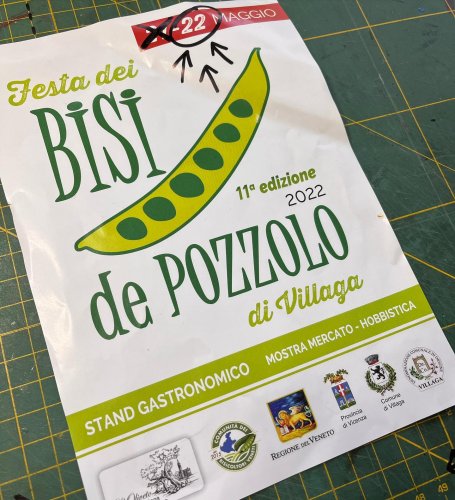 -22 MAGGIO
Festa dei
BISI
11ª edizione
2022
de POZZOLO
di Villaga
STAND GASTRONOMICO MOSTRA MERCATO - HOBBISTICA
REGIONE DEL VENETO
Provincia
di Vicenza
Comune
di Villaga
VILLAGA